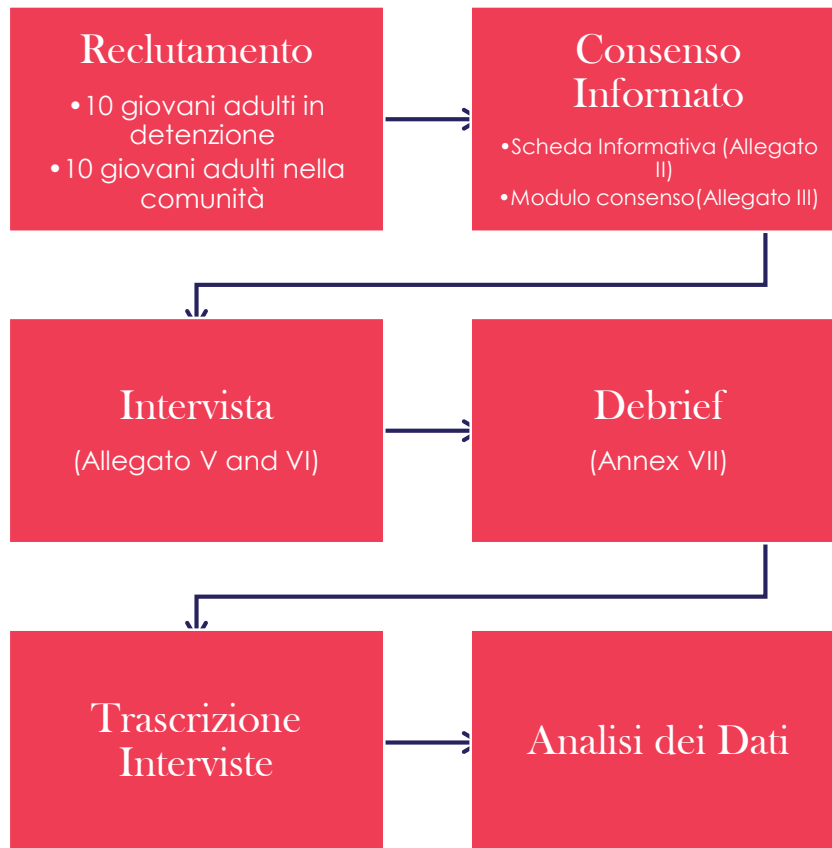 Reclutamento
•10 giovani adulti in
detenzione
•10 giovani adulti nella
comunità
Consenso
Informato
•Scheda Informativa (Allegato
II)
•Modulo consenso(Allegato III)
Intervista
(Allegato V and VI)
Debrief
(Annex VII)
Trascrizione
Interviste
Analisi dei Dati